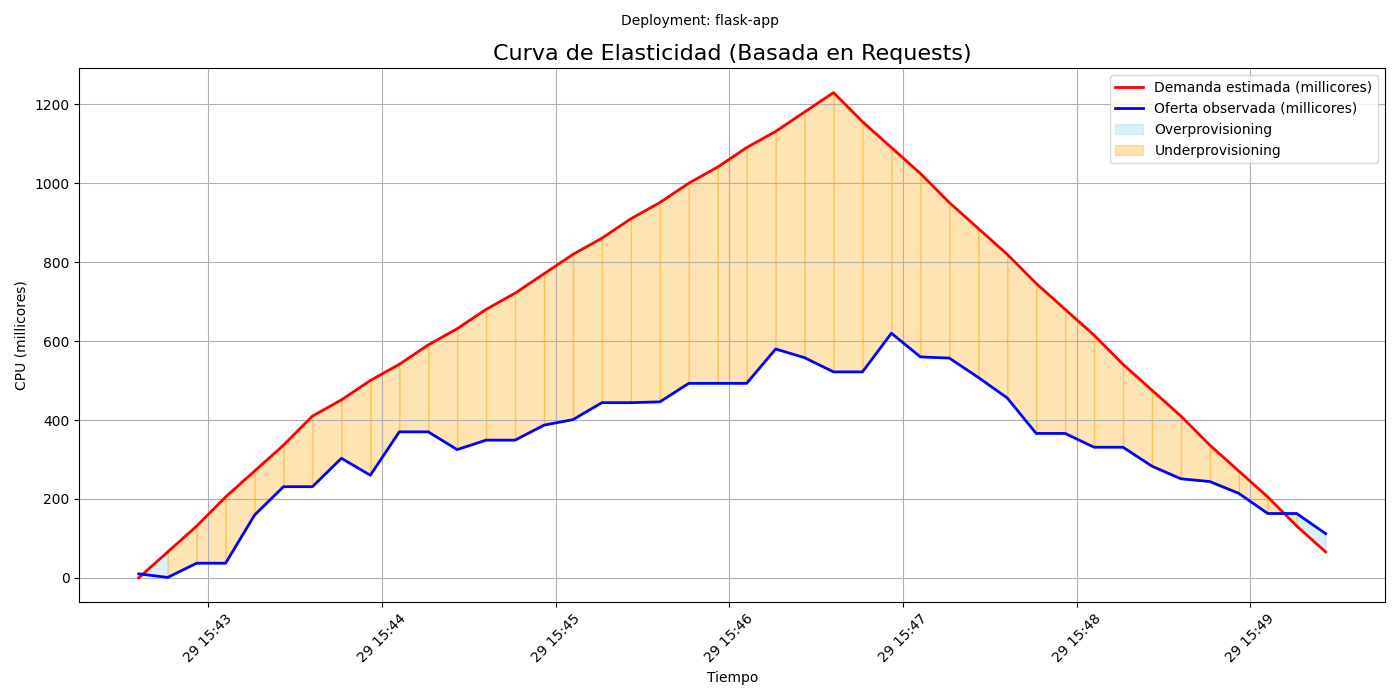 Deployment: flask-app
Curva de Elasticidad (Basada en Requests)
Demanda estimada (millicores)
Oferta observada (millicores)
Overprovisioning
Underprovisioning
CPU (millicores)
1200
1000
800
600
400
200
0
29 15:43
29 15:44
29 15:45
29 15:46
29 15:47
29 15:48
29 15:49
Tiempo